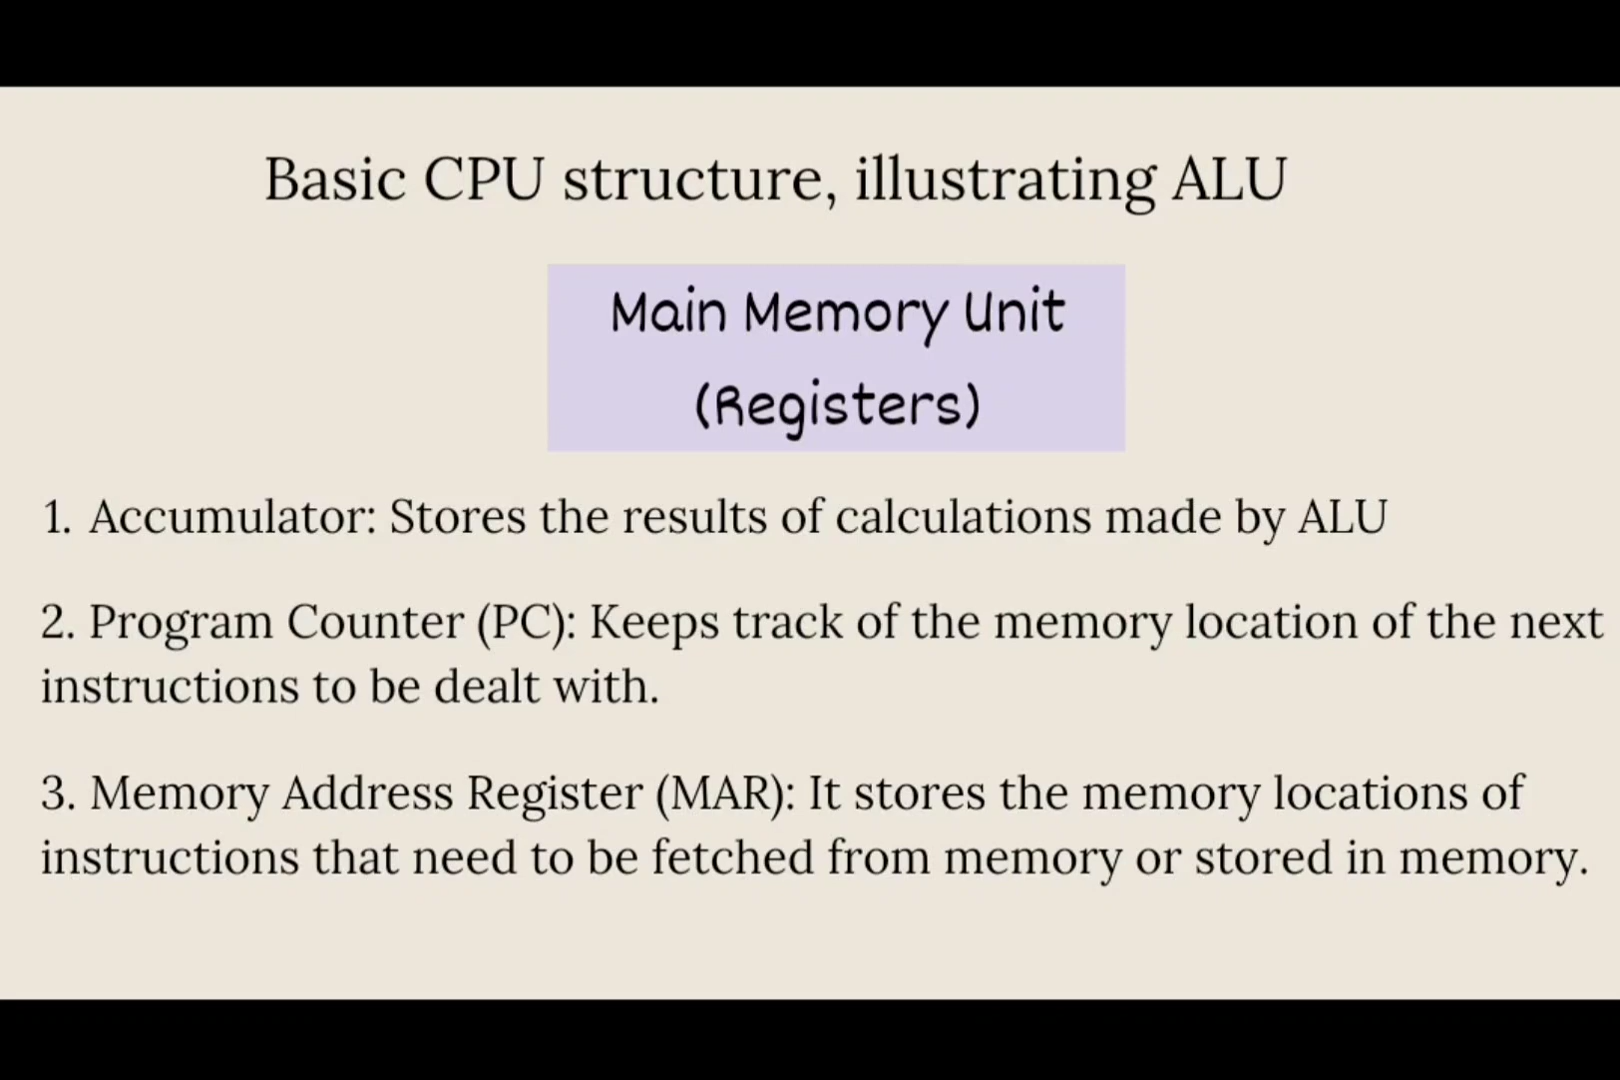 Basic CPU structure, illustrating ALU
Main Memory Unit
(Registers)
1. Accumulator: Stores the results of calculations made by ALU
2. Program Counter (PC): Keeps track of the memory location of the next
instructions to be dealt with.
3. Memory Address Register (MAR): It stores the memory locations of
instructions that need to be fetched from memory or stored in memory.